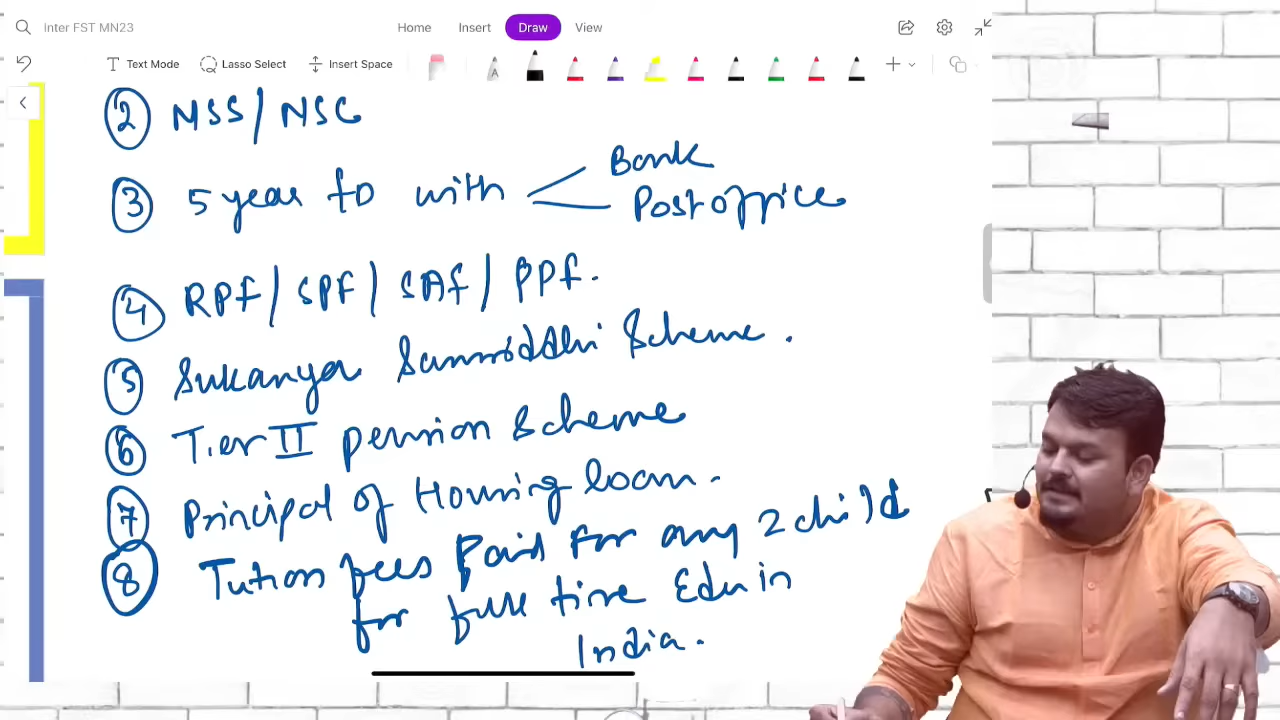 Inter FST MN23
Home Insert Draw View
Text Mode Lasso Select Insert Space
② NSS/NSC
③ 5 year FD with Bank
Post office
④ RPF/SPF/SAF/PPF.
⑤ Sukanya Samriddhi Scheme.
⑥ Tier II pension Scheme
⑦ Principal of Housing loan.
⑧ Tution fees Paid for any 2 child
for full time Edu in
India.